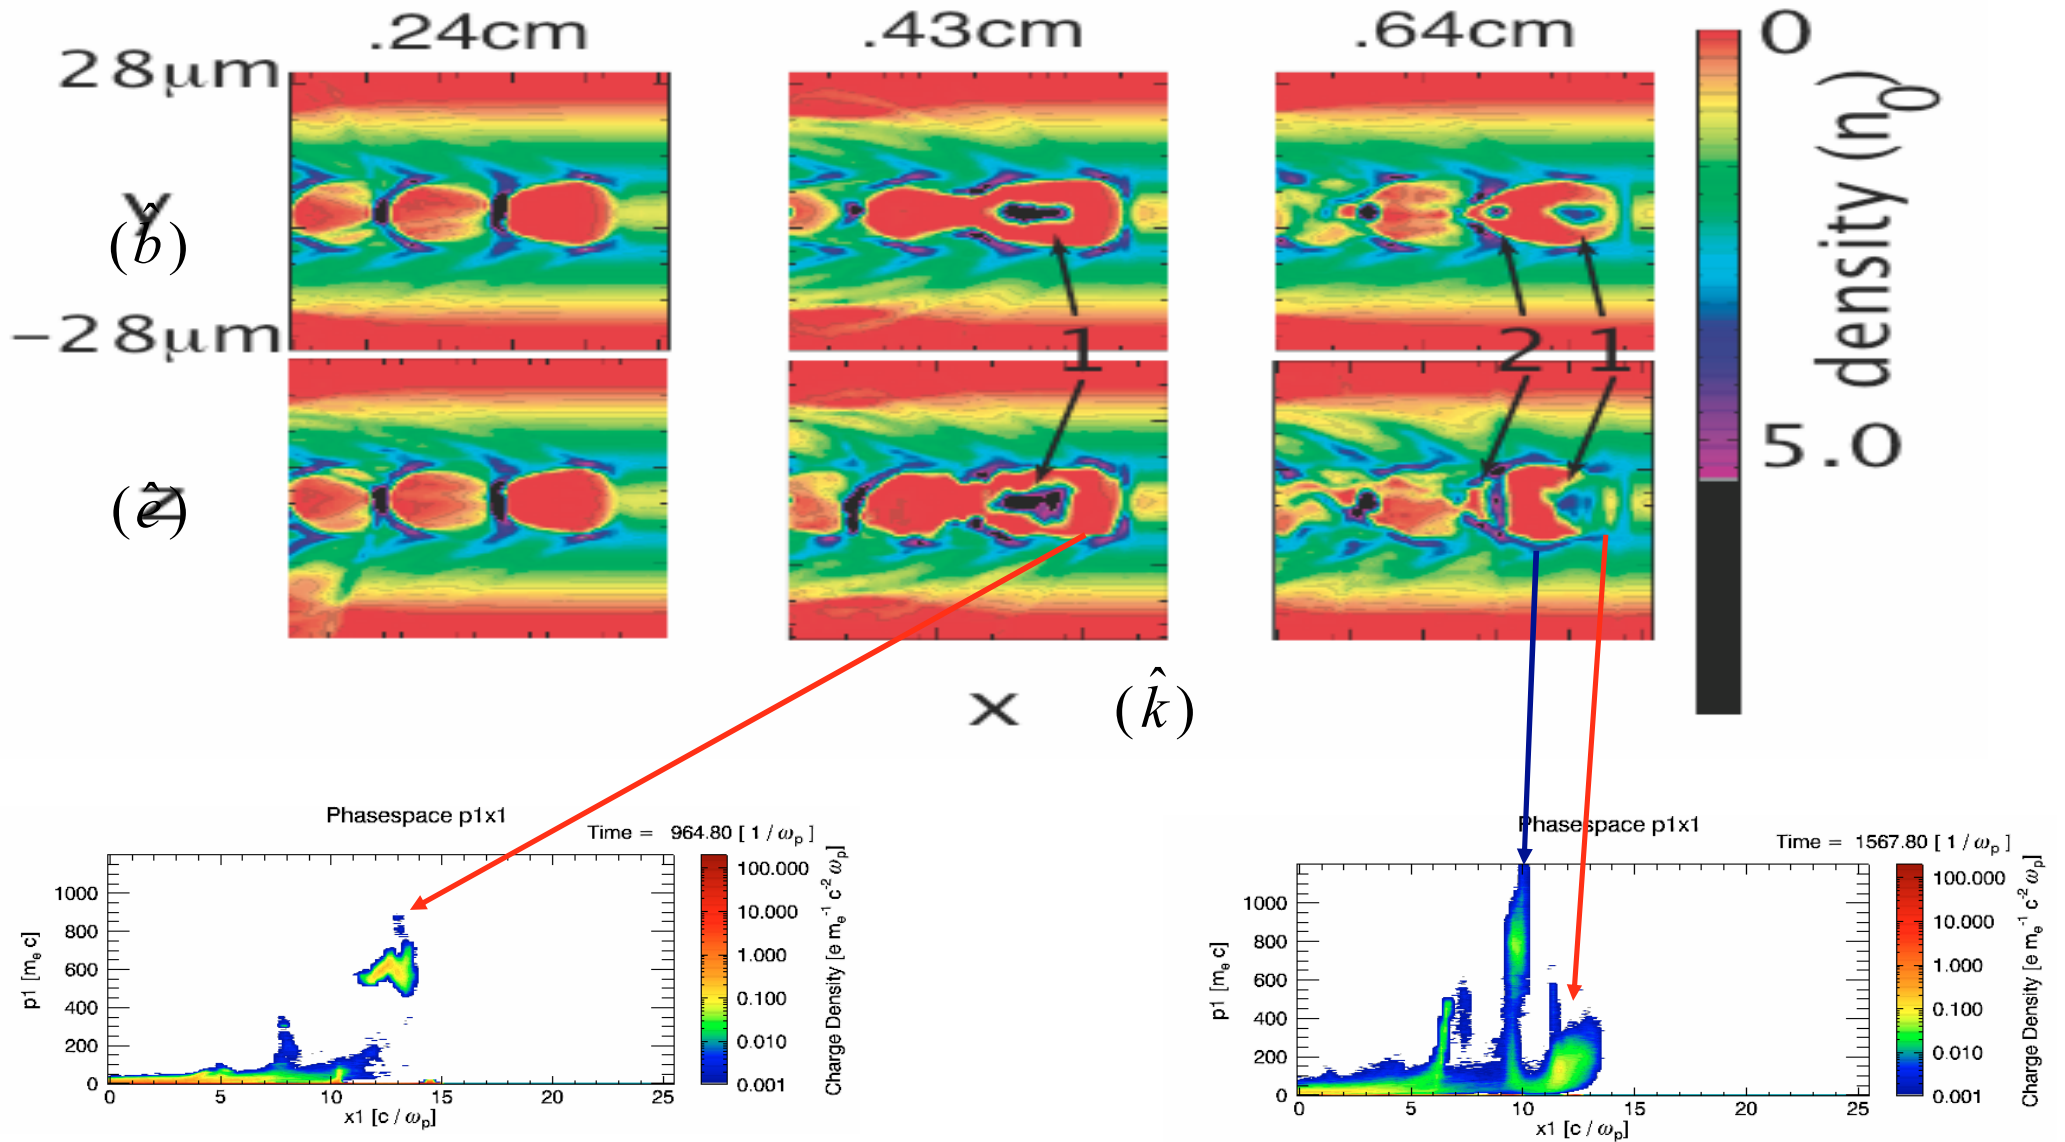 .24cm .43cm .64cm
0
28μm
density (n0)
y
(b̂)
-28μm
1
2 1
5.0
z
(ê)
x (k̂)
Phasespace p1x1
Time = 964.80 [ 1 / ωp ]
1000
800
600
400
200
0
p1 [me c]
0 5 10 15 20 25
x1 [c / ωp]
100.000
10.000
1.000
0.100
0.010
0.001
Charge Density [e me-1 c-2 ωp]
Phasespace p1x1
Time = 1567.80 [ 1 / ωp ]
1000
800
600
400
200
0
p1 [me c]
0 5 10 15 20 25
x1 [c / ωp]
100.000
10.000
1.000
0.100
0.010
0.001
Charge Density [e me-1 c-2 ωp]